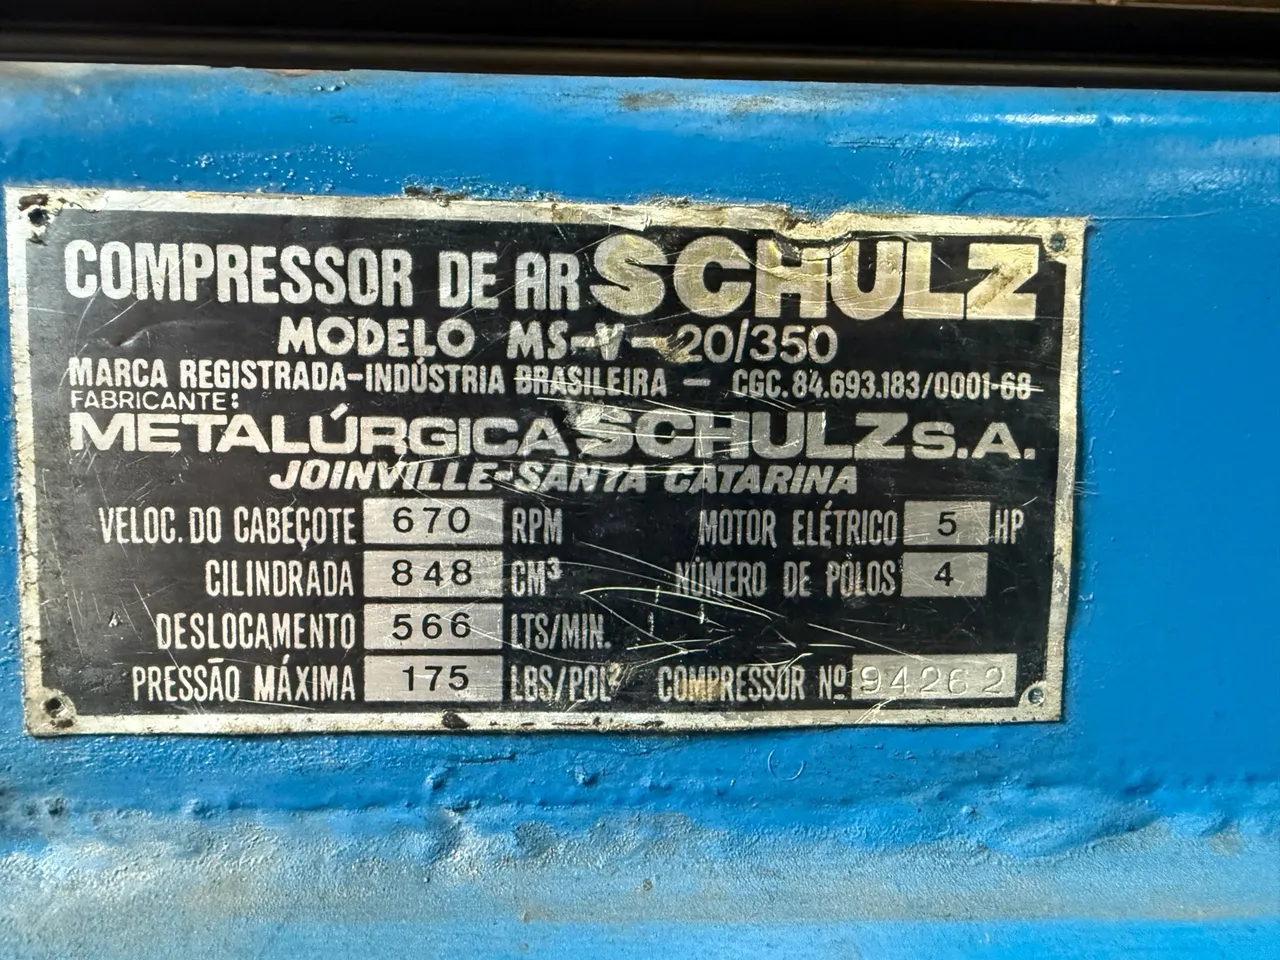 COMPRESSOR DE AR SCHULZ
MODELO MS-V-20/350
MARCA REGISTRADA-INDÚSTRIA BRASILEIRA - CGC.84.693.183/0001-68
FABRICANTE:
METALÚRGICA SCHULZ S.A.
JOINVILLE-SANTA CATARINA
VELOC. DO CABEÇOTE 670 RPM MOTOR ELÉTRICO 5 HP
CILINDRADA 848 CM³ NÚMERO DE PÓLOS 4
DESLOCAMENTO 566 LTS/MIN.
PRESSÃO MÁXIMA 175 LBS/POL² COMPRESSOR Nº 94262